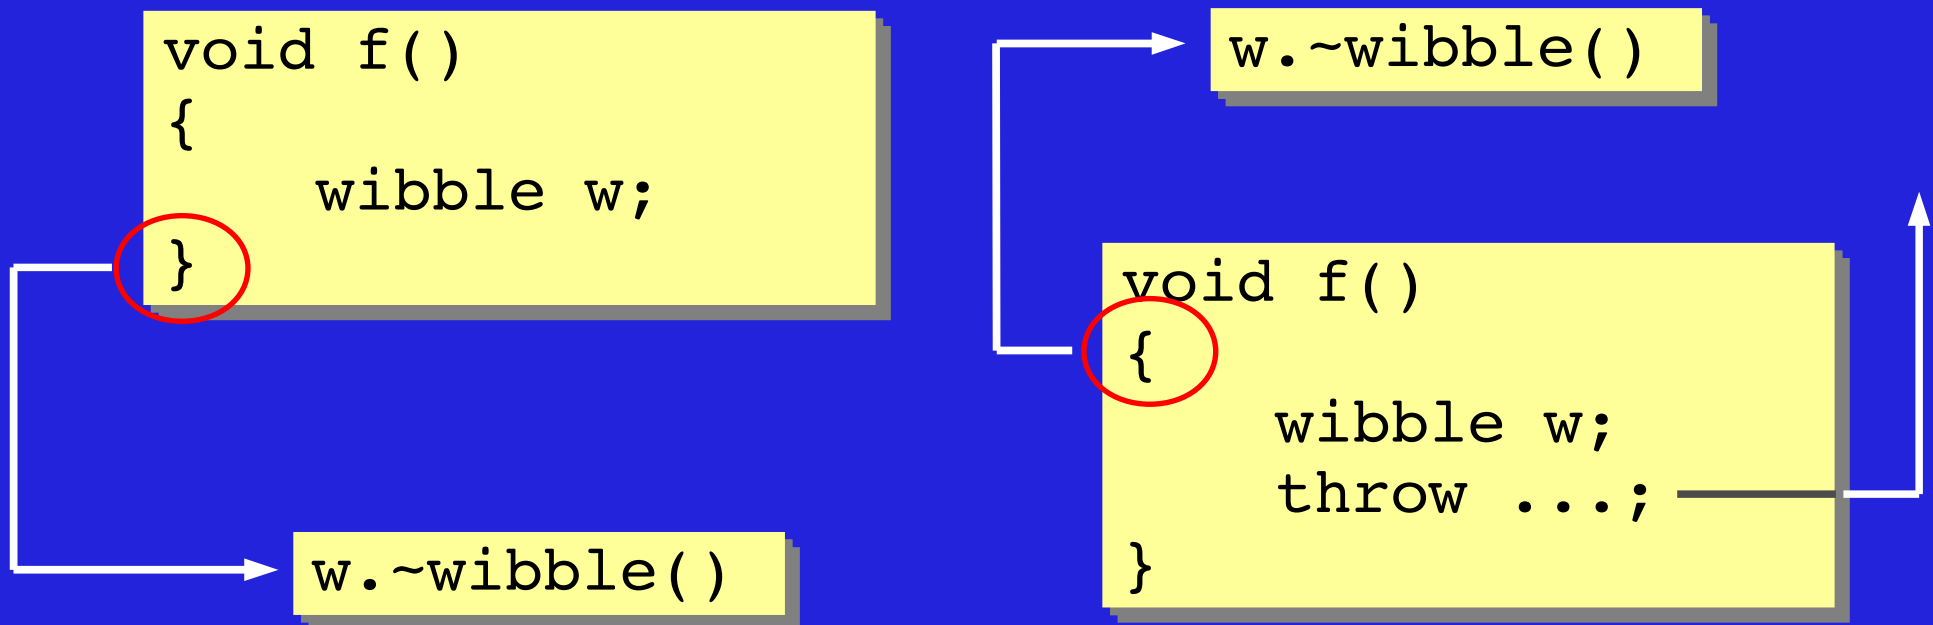 void f()
{
    wibble w;
}
w.~wibble()
w.~wibble()
void f()
{
    wibble w;
    throw ...;
}